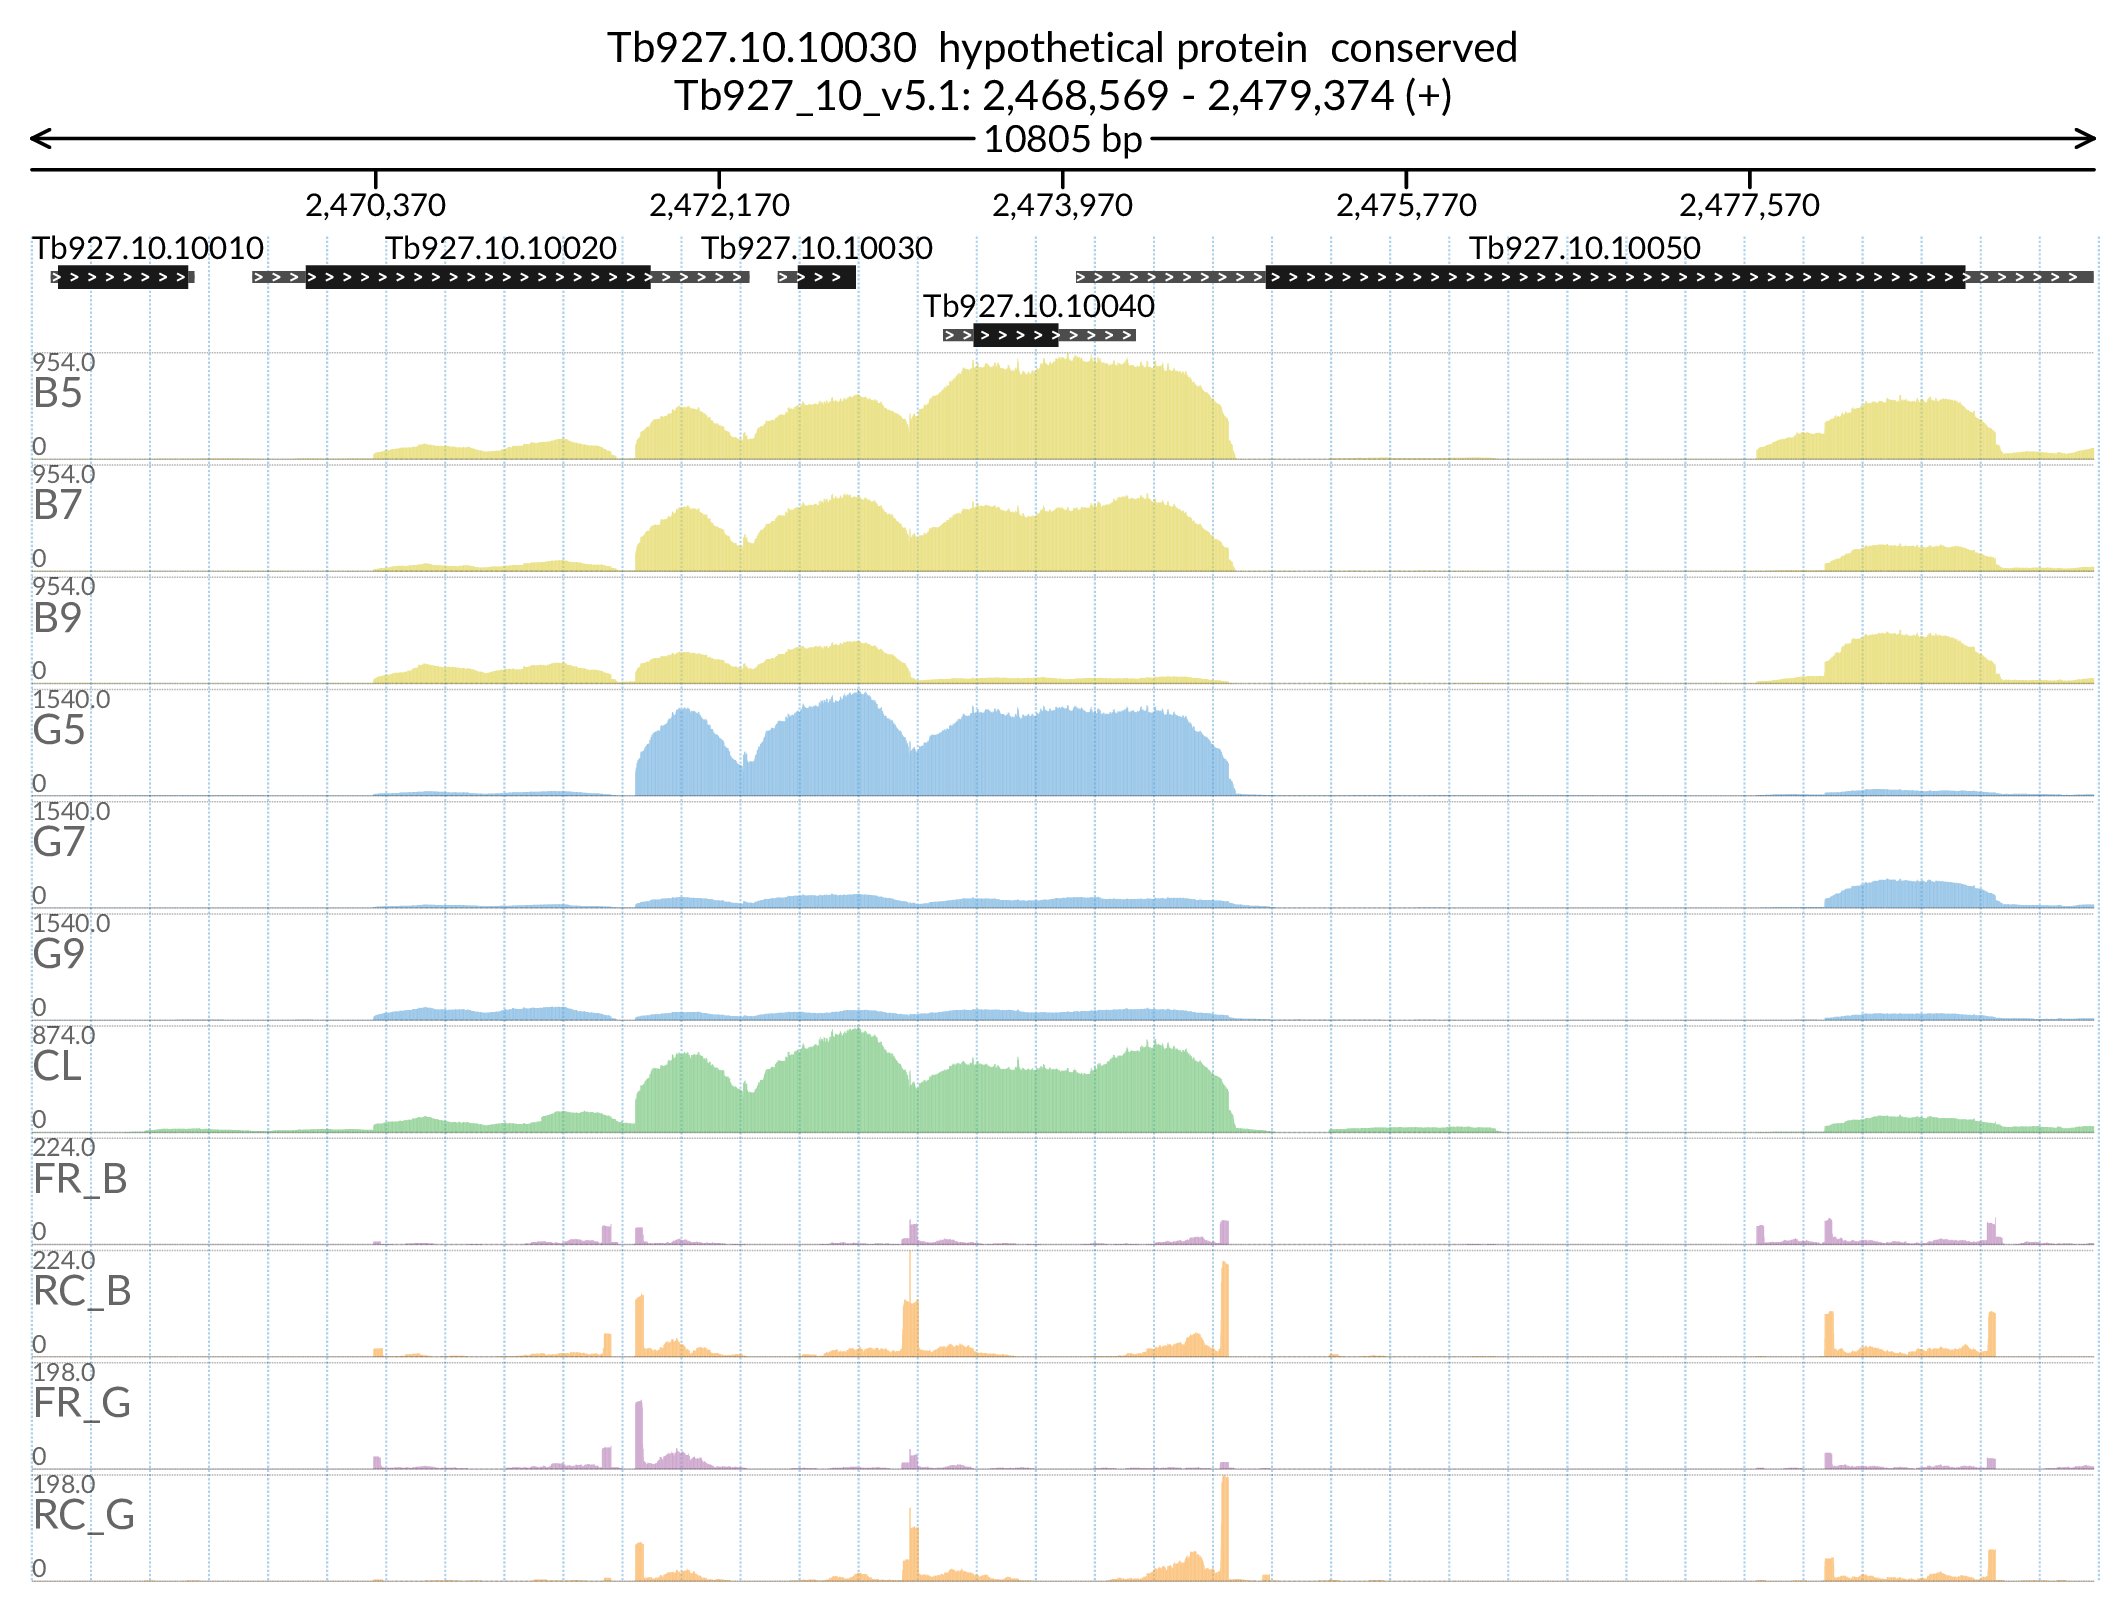 Tb927.10.10030 hypothetical protein conserved
Tb927_10_v5.1: 2,468,569 - 2,479,374 (+)
10805 bp
2,470,370 2,472,170 2,473,970 2,475,770 2,477,570
Tb927.10.10010 Tb927.10.10020 Tb927.10.10030 Tb927.10.10050
Tb927.10.10040
954.0
B5
0
954.0
B7
0
954.0
B9
0
1540.0
G5
0
1540.0
G7
0
1540.0
G9
0
874.0
CL
0
224.0
FR_B
0
224.0
RC_B
0
198.0
FR_G
0
198.0
RC_G
0